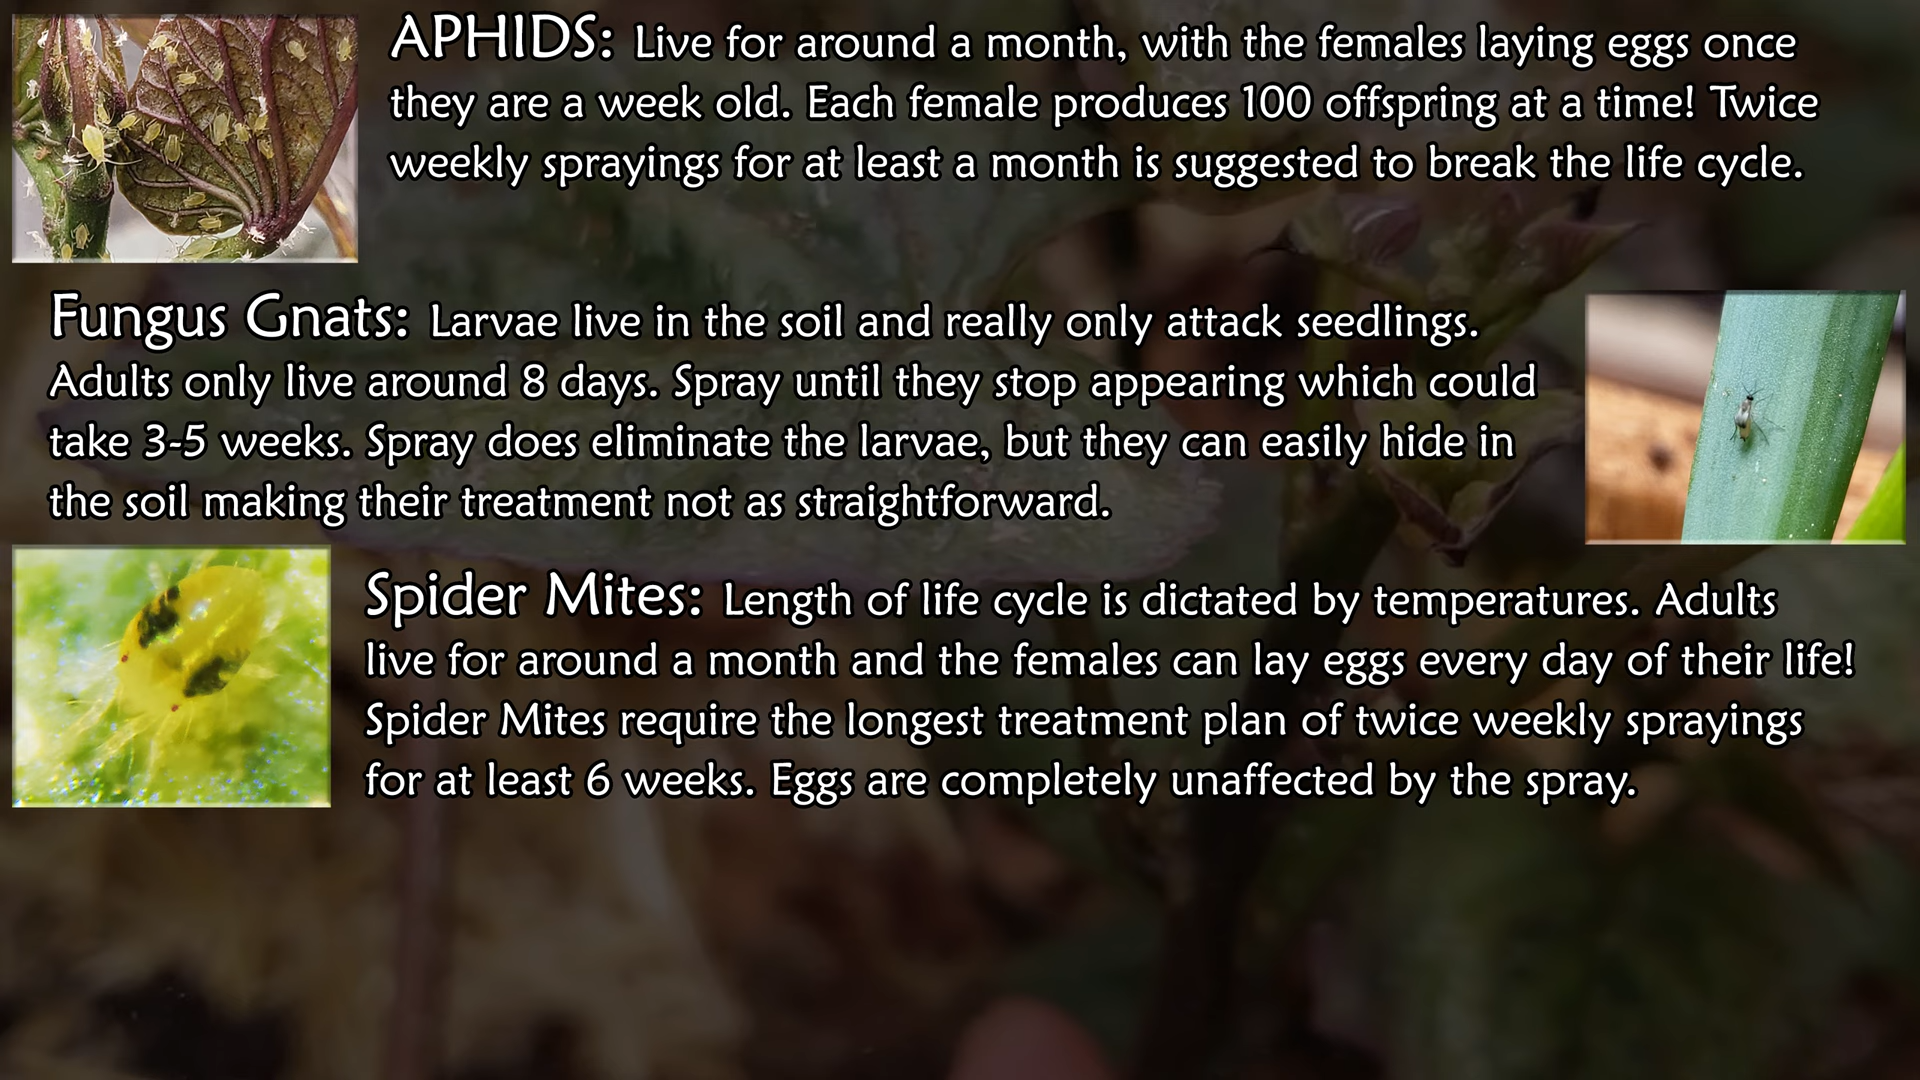 APHIDS: Live for around a month, with the females laying eggs once
they are a week old. Each female produces 100 offspring at a time! Twice
weekly sprayings for at least a month is suggested to break the life cycle.
Fungus Gnats: Larvae live in the soil and really only attack seedlings.
Adults only live around 8 days. Spray until they stop appearing which could
take 3-5 weeks. Spray does eliminate the larvae, but they can easily hide in
the soil making their treatment not as straightforward.
Spider Mites: Length of life cycle is dictated by temperatures. Adults
live for around a month and the females can lay eggs every day of their life!
Spider Mites require the longest treatment plan of twice weekly sprayings
for at least 6 weeks. Eggs are completely unaffected by the spray.